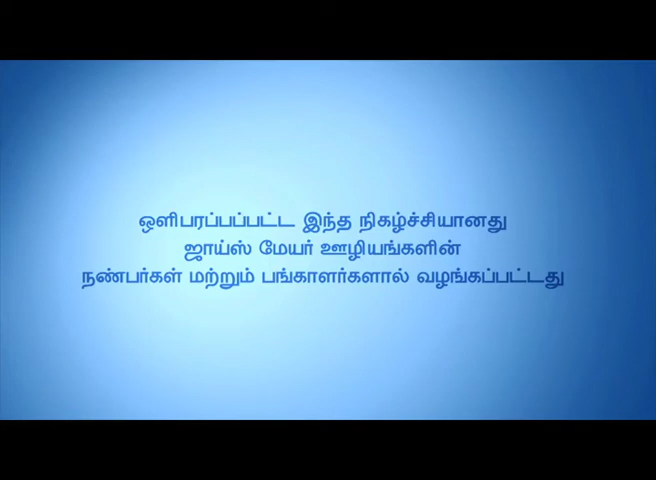 ஒளிபரப்பப்பட்ட இந்த நிகழ்ச்சியானது
ஜாய்ஸ் மேயர் ஊழியங்களின்
நண்பர்கள் மற்றும் பங்காளர்களால் வழங்கப்பட்டது